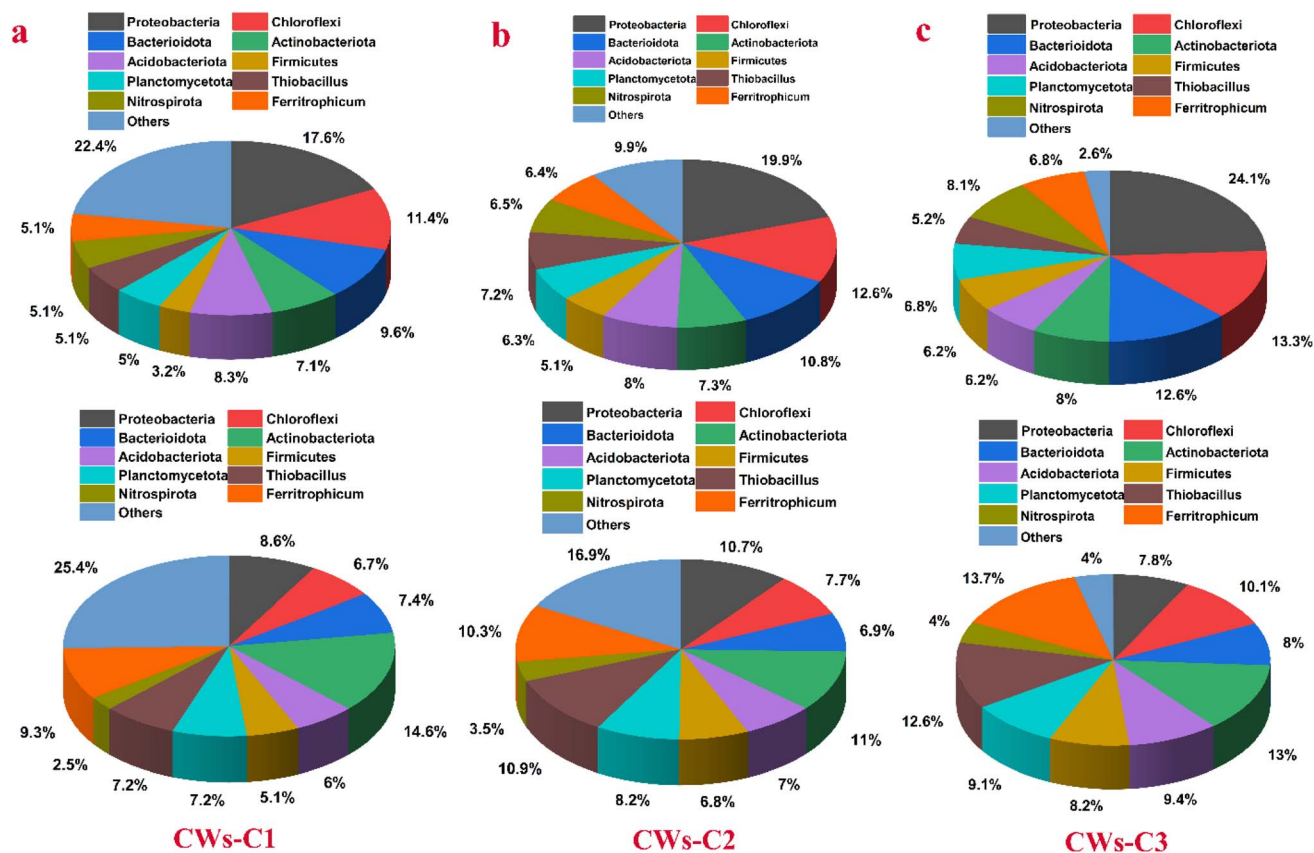 a
Proteobacteria Chloroflexi
Bacterioidota Actinobacteriota
Acidobacteriota Firmicutes
Planctomycetota Thiobacillus
Nitrospirota Ferritrophicum
Others
22.4% 17.6%
11.4%
9.6%
7.1%
8.3%
3.2%
5%
5.1%
5.1%
5.1%
b
Proteobacteria Chloroflexi
Bacterioidota Actinobacteriota
Acidobacteriota Firmicutes
Planctomycetota Thiobacillus
Nitrospirota Ferritrophicum
Others
9.9% 19.9%
12.6%
10.8%
7.3%
8%
5.1%
6.3%
7.2%
6.5%
6.4%
c
Proteobacteria Chloroflexi
Bacterioidota Actinobacteriota
Acidobacteriota Firmicutes
Planctomycetota Thiobacillus
Nitrospirota Ferritrophicum
Others
2.6% 24.1%
13.3%
12.6%
8%
6.2%
6.2%
6.8%
5.2%
8.1%
6.8%
Proteobacteria Chloroflexi
Bacterioidota Actinobacteriota
Acidobacteriota Firmicutes
Planctomycetota Thiobacillus
Nitrospirota Ferritrophicum
Others
25.4% 8.6%
6.7%
7.4%
14.6%
6%
5.1%
7.2%
7.2%
2.5%
9.3%
CWs-C1
Proteobacteria Chloroflexi
Bacterioidota Actinobacteriota
Acidobacteriota Firmicutes
Planctomycetota Thiobacillus
Nitrospirota Ferritrophicum
Others
16.9% 10.7%
7.7%
6.9%
11%
7%
6.8%
8.2%
10.9%
3.5%
10.3%
CWs-C2
Proteobacteria Chloroflexi
Bacterioidota Actinobacteriota
Acidobacteriota Firmicutes
Planctomycetota Thiobacillus
Nitrospirota Ferritrophicum
Others
4% 7.8%
10.1%
8%
13%
9.4%
8.2%
9.1%
12.6%
4%
13.7%
CWs-C3